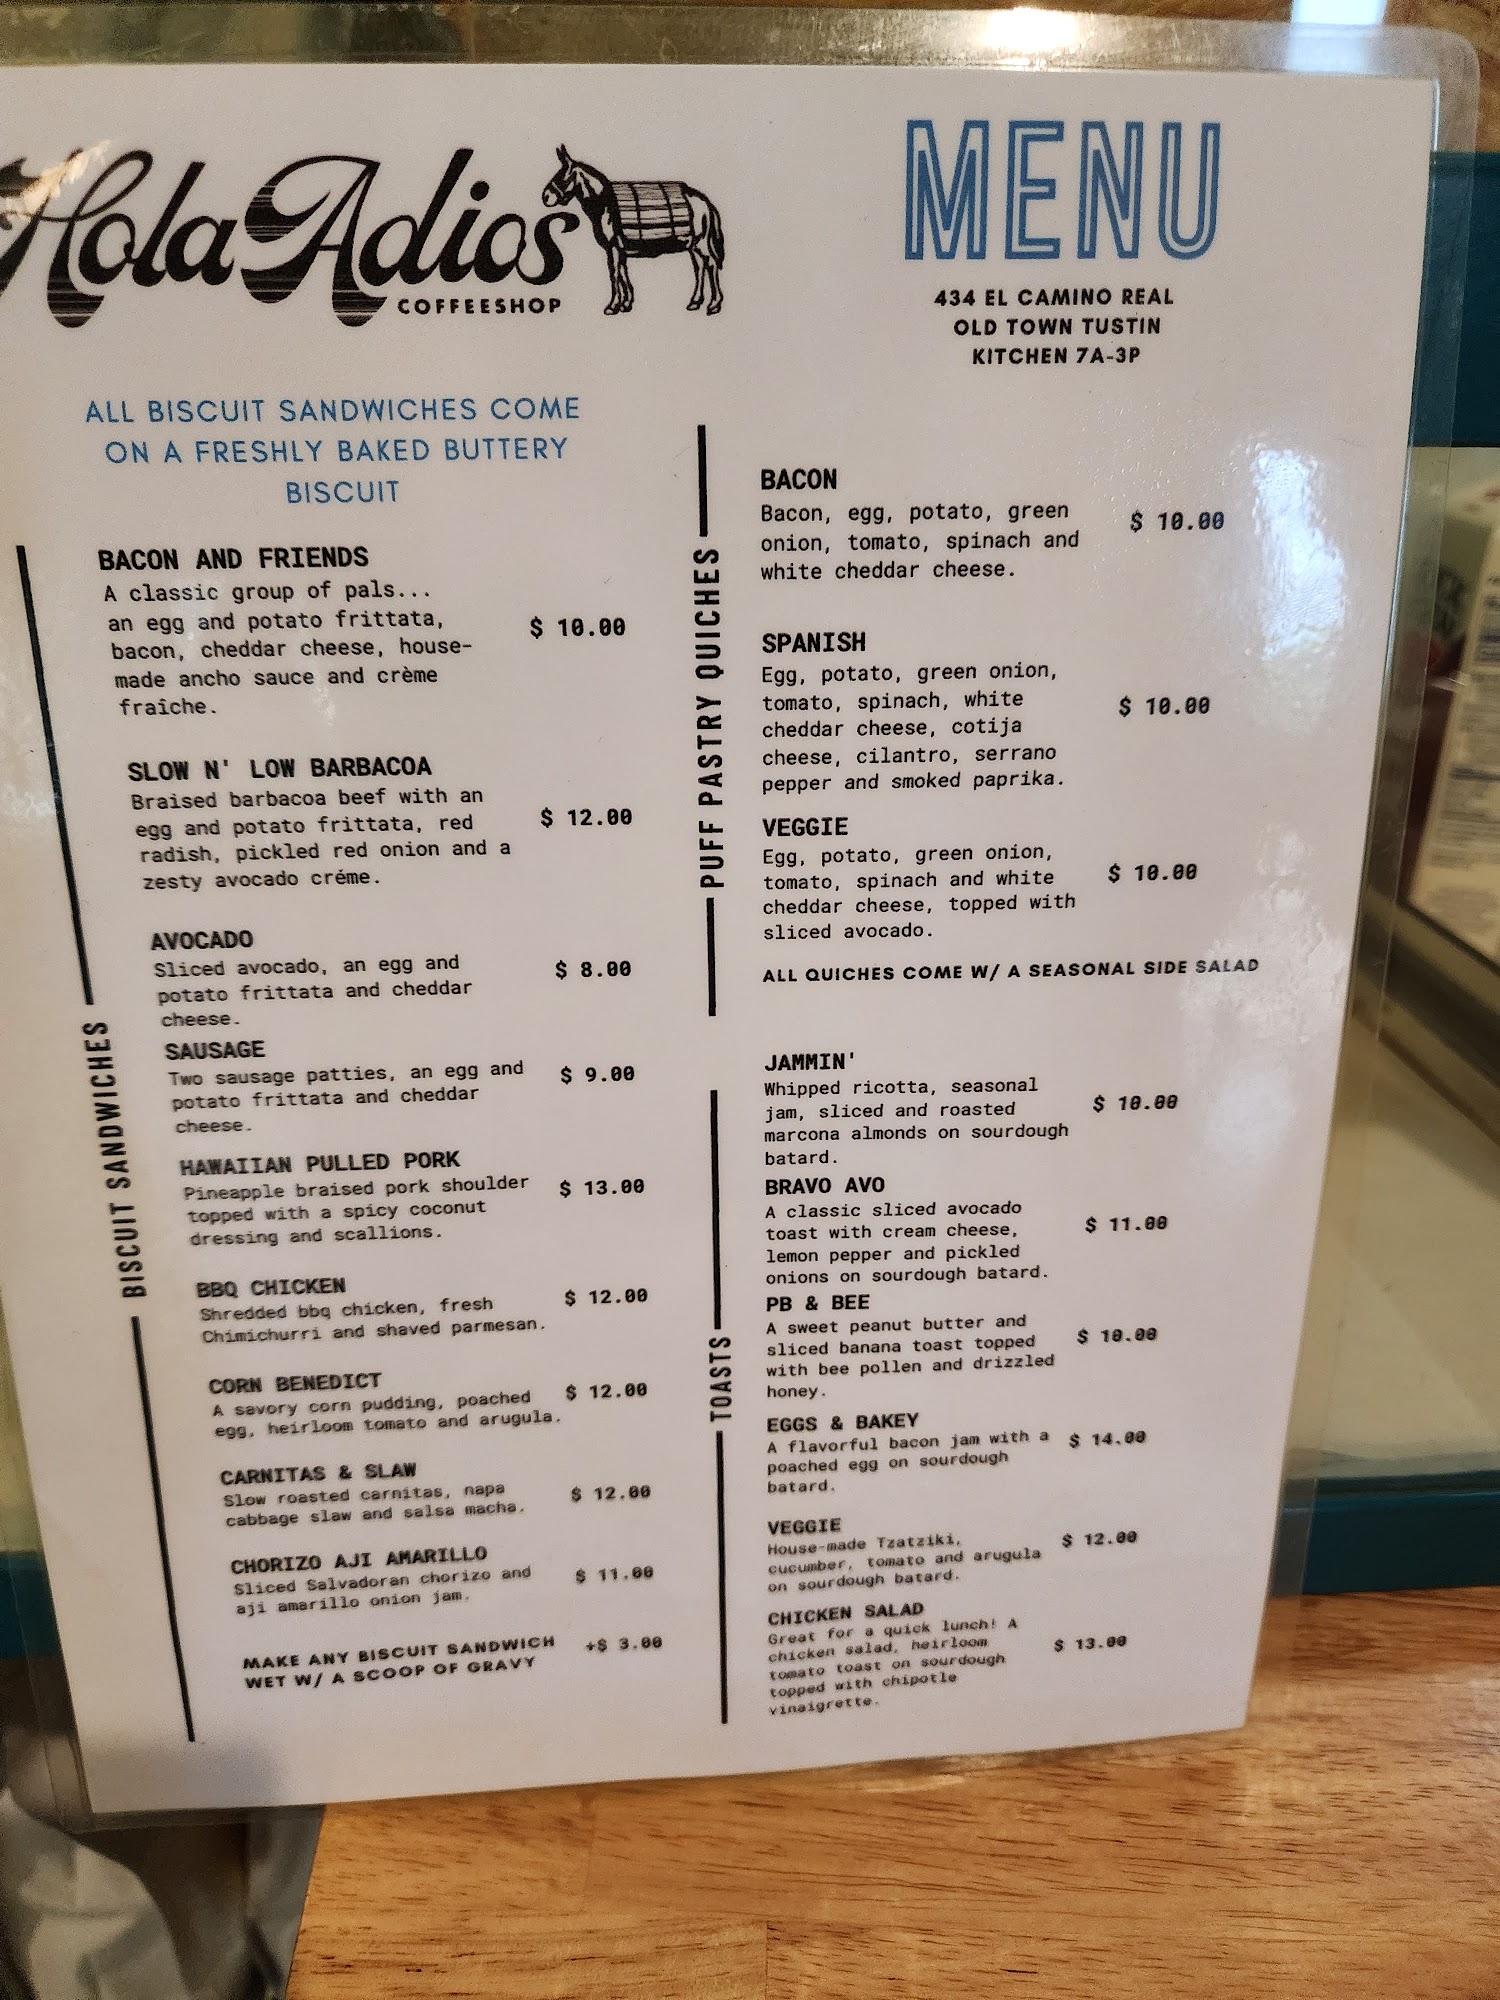 Hola Adios
COFFEESHOP
MENU
434 EL CAMINO REAL
OLD TOWN TUSTIN
KITCHEN 7A-3P
ALL BISCUIT SANDWICHES COME
ON A FRESHLY BAKED BUTTERY
BISCUIT
BISCUIT SANDWICHES
BACON AND FRIENDS
A classic group of pals...
an egg and potato frittata,
bacon, cheddar cheese, house-
made ancho sauce and crème
fraîche.
$ 10.00
SLOW N' LOW BARBACOA
Braised barbacoa beef with an
egg and potato frittata, red
radish, pickled red onion and a
zesty avocado créme.
$ 12.00
AVOCADO
Sliced avocado, an egg and
potato frittata and cheddar
cheese.
$ 8.00
SAUSAGE
Two sausage patties, an egg and
potato frittata and cheddar
cheese.
$ 9.00
HAWAIIAN PULLED PORK
Pineapple braised pork shoulder
topped with a spicy coconut
dressing and scallions.
$ 13.00
BBQ CHICKEN
Shredded bbq chicken, fresh
Chimichurri and shaved parmesan.
$ 12.00
CORN BENEDICT
A savory corn pudding, poached
egg, heirloom tomato and arugula.
$ 12.00
CARNITAS & SLAW
Slow roasted carnitas, napa
cabbage slaw and salsa macha.
$ 12.00
CHORIZO AJI AMARILLO
Sliced Salvadoran chorizo and
aji amarillo onion jam.
$ 11.00
MAKE ANY BISCUIT SANDWICH
WET W/ A SCOOP OF GRAVY
+$ 3.00
PUFF PASTRY QUICHES
BACON
Bacon, egg, potato, green
onion, tomato, spinach and
white cheddar cheese.
$ 10.00
SPANISH
Egg, potato, green onion,
tomato, spinach, white
cheddar cheese, cotija
cheese, cilantro, serrano
pepper and smoked paprika.
$ 10.00
VEGGIE
Egg, potato, green onion,
tomato, spinach and white
cheddar cheese, topped with
sliced avocado.
$ 10.00
ALL QUICHES COME W/ A SEASONAL SIDE SALAD
TOASTS
JAMMIN'
Whipped ricotta, seasonal
jam, sliced and roasted
marcona almonds on sourdough
batard.
$ 10.00
BRAVO AVO
A classic sliced avocado
toast with cream cheese,
lemon pepper and pickled
onions on sourdough batard.
$ 11.00
PB & BEE
A sweet peanut butter and
sliced banana toast topped
with bee pollen and drizzled
honey.
$ 10.00
EGGS & BAKEY
A flavorful bacon jam with a
poached egg on sourdough
batard.
$ 14.00
VEGGIE
House-made Tzatziki,
cucumber, tomato and arugula
on sourdough batard.
$ 12.00
CHICKEN SALAD
Great for a quick lunch! A
chicken salad, heirloom
tomato toast on sourdough
topped with chipotle
vinaigrette.
$ 13.00